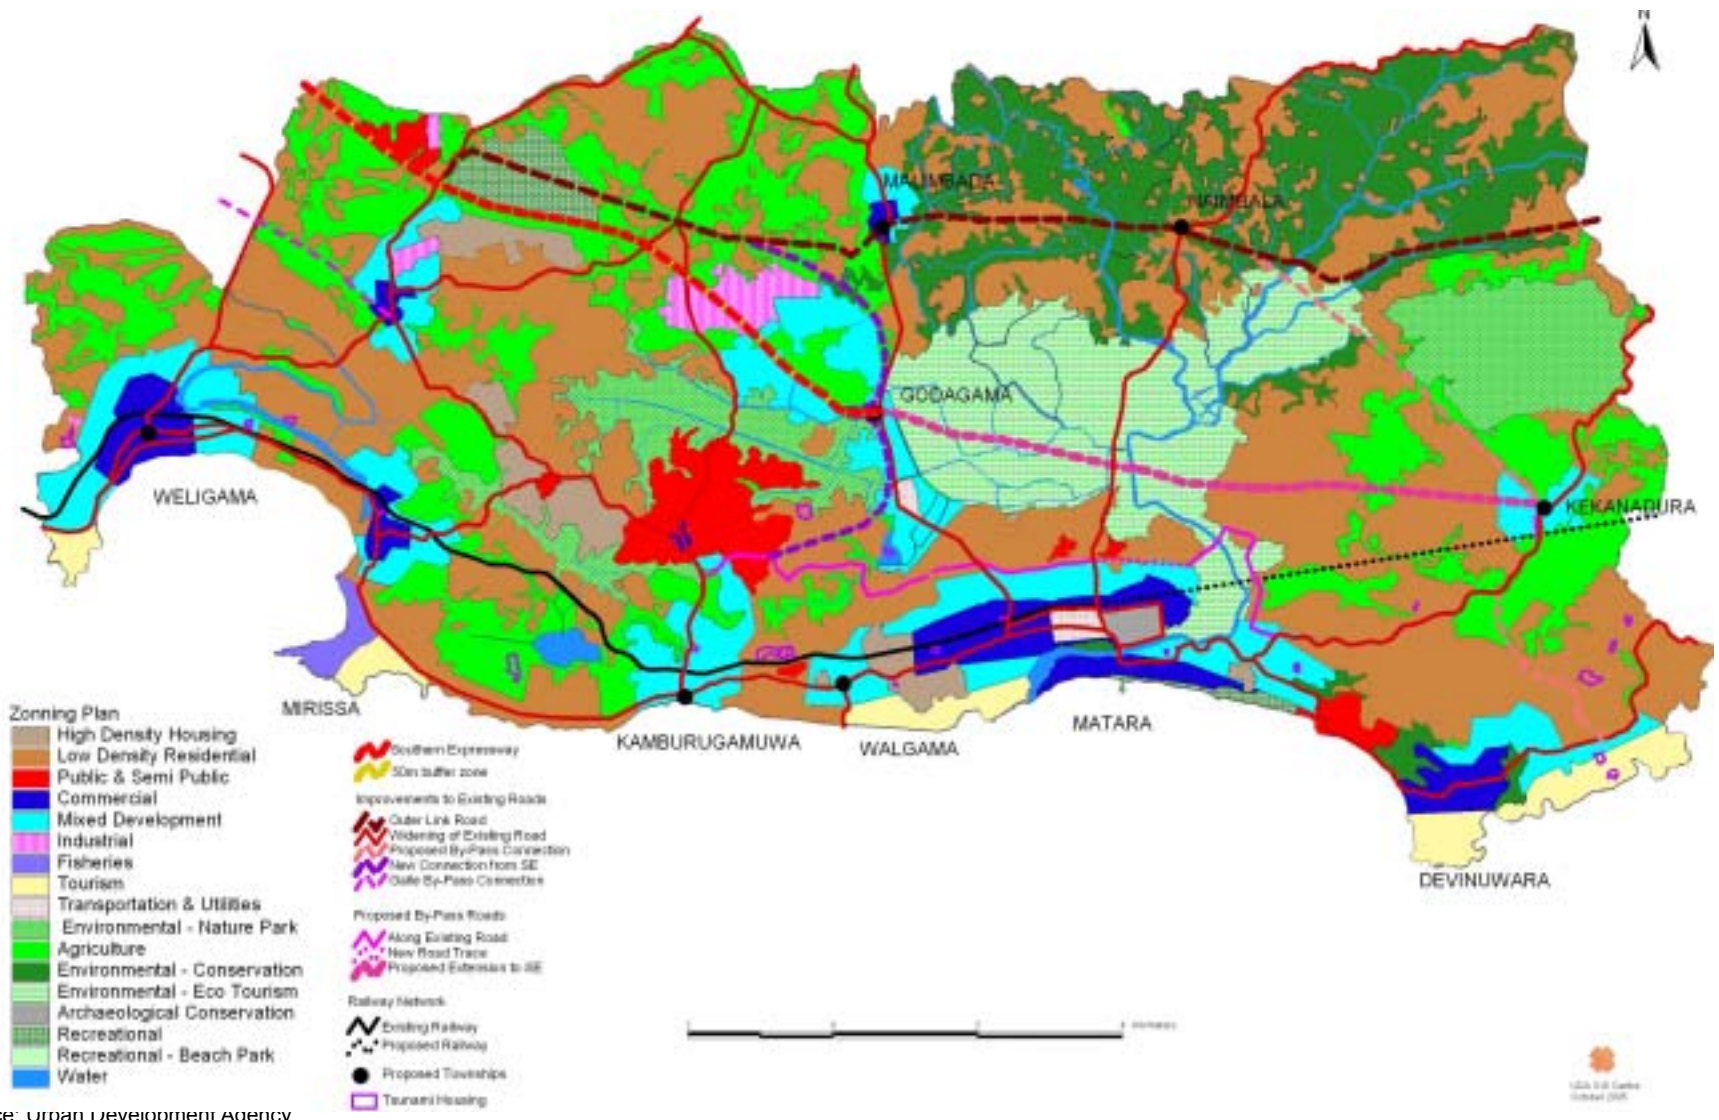 N
MALIMBADA
NAIMBALA
GODAGAMA
WELIGAMA
KEKANADURA
MIRISSA
KAMBURUGAMUWA
WALGAMA
MATARA
DEVINUWARA
Zonning Plan
High Density Housing
Low Density Residential
Public & Semi Public
Commercial
Mixed Development
Industrial
Fisheries
Tourism
Transportation & Utilities
Environmental - Nature Park
Agriculture
Environmental - Conservation
Environmental - Eco Tourism
Archaeological Conservation
Recreational
Recreational - Beach Park
Water
Southern Expressway
50m buffer zone
Improvements to Existing Roads
Outer Link Road
Widening of Existing Road
Proposed By-Pass Connection
New Connection from SE
Galle By-Pass Connection
Proposed By-Pass Roads
Along Existing Road
New Road Trace
Proposed Extension to SE
Railway Network
Existing Railway
Proposed Railway
Proposed Townships
Tsunami Housing
ce: Urban Development Agency